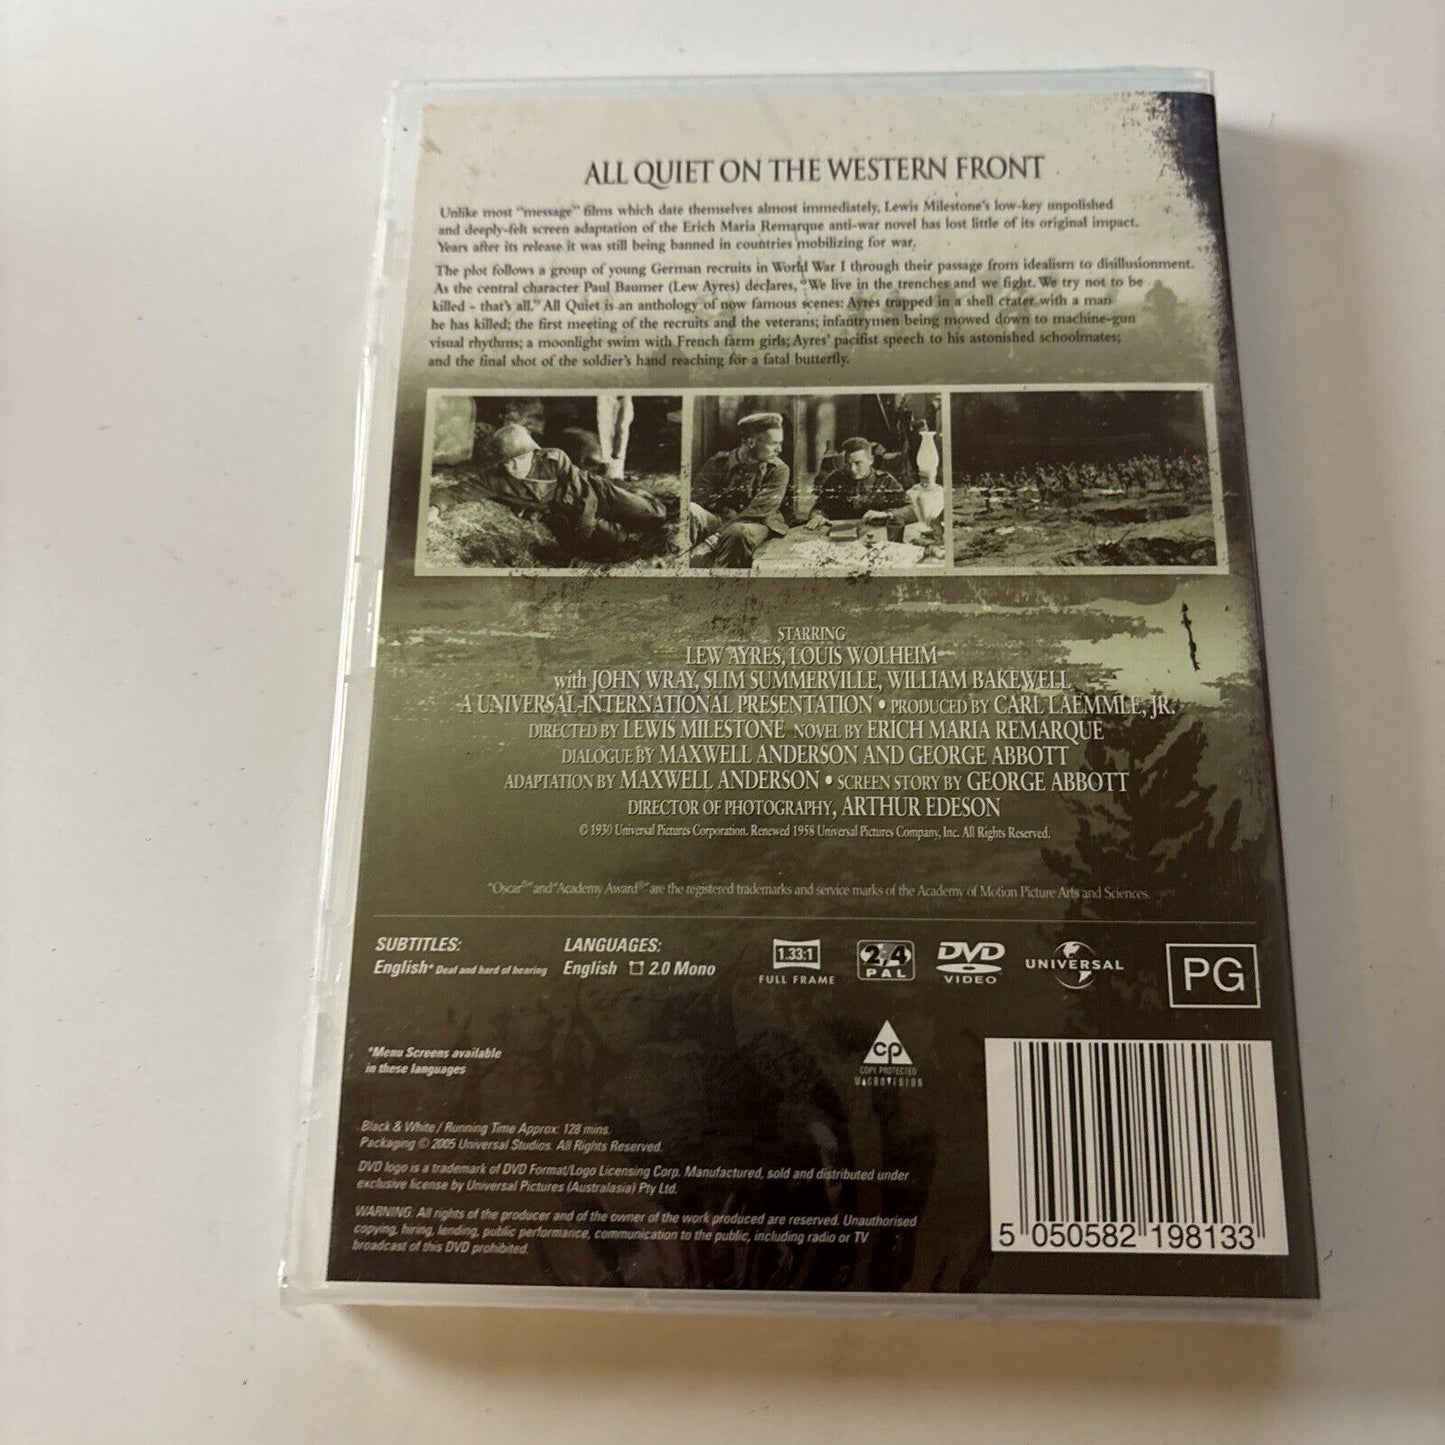 ALL QUIET ON THE WESTERN FRONT
Unlike most "message" films which date themselves almost immediately, Lewis Milestone's low-key unpolished
and deeply-felt screen adaptation of the Erich Maria Remarque anti-war novel has lost little of its original impact.
Years after its release it was still being banned in countries mobilizing for war.
The plot follows a group of young German recruits in World War I through their passage from idealism to disillusionment.
As the central character Paul Baumer (Lew Ayres) declares, "We live in the trenches and we fight. We try not to be
killed - that's all." All Quiet is an anthology of now famous scenes: Ayres trapped in a shell crater with a man
he has killed; the first meeting of the recruits and the veterans; infantrymen being mowed down to machine-gun
visual rhythms; a moonlight swim with French farm girls; Ayres' pacifist speech to his astonished schoolmates;
and the final shot of the soldier's hand reaching for a fatal butterfly.
STARRING
LEW AYRES, LOUIS WOLHEIM
with JOHN WRAY, SLIM SUMMERVILLE, WILLIAM BAKEWELL
A UNIVERSAL-INTERNATIONAL PRESENTATION • PRODUCED BY CARL LAEMMLE, JR.
DIRECTED BY LEWIS MILESTONE NOVEL BY ERICH MARIA REMARQUE
DIALOGUE BY MAXWELL ANDERSON AND GEORGE ABBOTT
ADAPTATION BY MAXWELL ANDERSON • SCREEN STORY BY GEORGE ABBOTT
DIRECTOR OF PHOTOGRAPHY, ARTHUR EDESON
© 1930 Universal Pictures Corporation. Renewed 1958 Universal Pictures Company, Inc. All Rights Reserved.
"Oscar®" and "Academy Award®" are the registered trademarks and service marks of the Academy of Motion Picture Arts and Sciences.
SUBTITLES:
English* Deaf and hard of hearing
LANGUAGES:
English 2.0 Mono
1.33:1
FULL FRAME
2,4
PAL
DVD
VIDEO
UNIVERSAL
PG
*Menu Screens available
in these languages
cp
COPY PROTECTED
MACROVISION
Black & White / Running Time Approx: 128 mins.
Packaging © 2005 Universal Studios. All Rights Reserved.
DVD logo is a trademark of DVD Format/Logo Licensing Corp. Manufactured, sold and distributed under
exclusive license by Universal Pictures (Australasia) Pty Ltd.
WARNING: All rights of the producer and of the owner of the work produced are reserved. Unauthorised
copying, hiring, lending, public performance, communication to the public, including radio or TV
broadcast of this DVD prohibited.
5 050582 198133